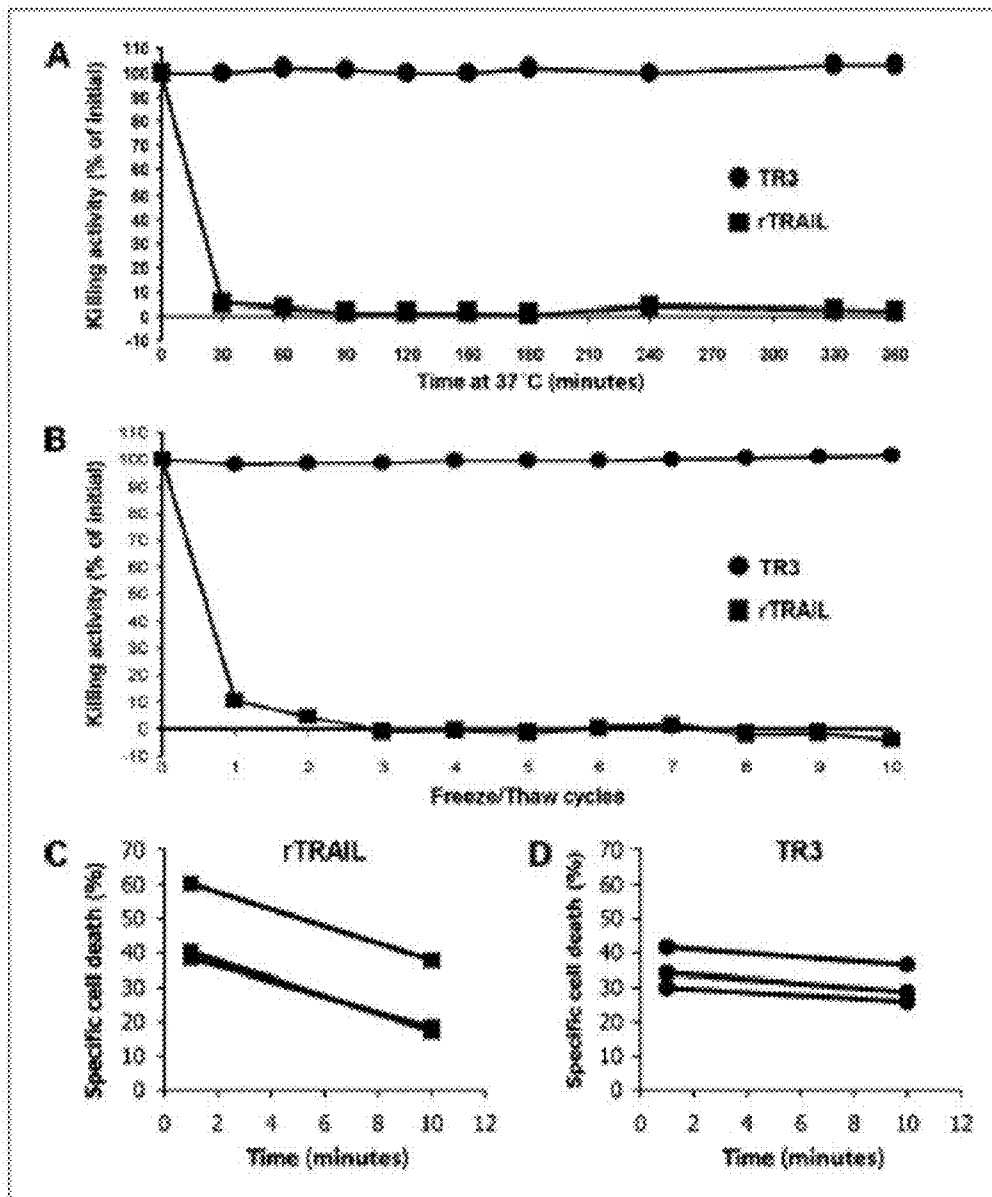 A
Killing activity (% of Initial)
110
100
90
80
70
60
50
40
30
20
10
0
-10
TR3
rTRAIL
0 30 60 90 120 150 180 210 240 270 300 330 360
Time at 37°C (minutes)
B
Killing activity (% of Initial)
110
100
90
80
70
60
50
40
30
20
10
0
-10
TR3
rTRAIL
0 1 2 3 4 5 6 7 8 9 10
Freeze/Thaw cycles
C
rTRAIL
Specific cell death (%)
70
60
50
40
30
20
10
0
0 2 4 6 8 10 12
Time (minutes)
D
TR3
Specific cell death (%)
70
60
50
40
30
20
10
0
0 2 4 6 8 10 12
Time (minutes)